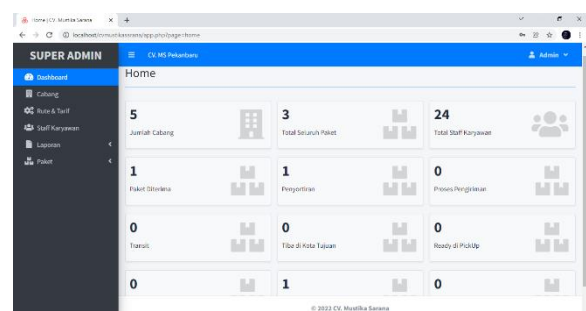 Home | CV. Mustika Sarana
localhost/cvmustikasarana/app.php?page=home
SUPER ADMIN
CV. MS Pekanbaru
Admin
Dashboard
Home
Cabang
Rute & Tarif
Staff Karyawan
Laporan
Paket
5
Jumlah Cabang
3
Total Seluruh Paket
24
Total Staff Karyawan
1
Paket Diterima
1
Penyortiran
0
Proses Pengiriman
0
Transit
0
Tiba di Kota Tujuan
0
Ready di PickUp
0
1
0
© 2022 CV. Mustika Sarana